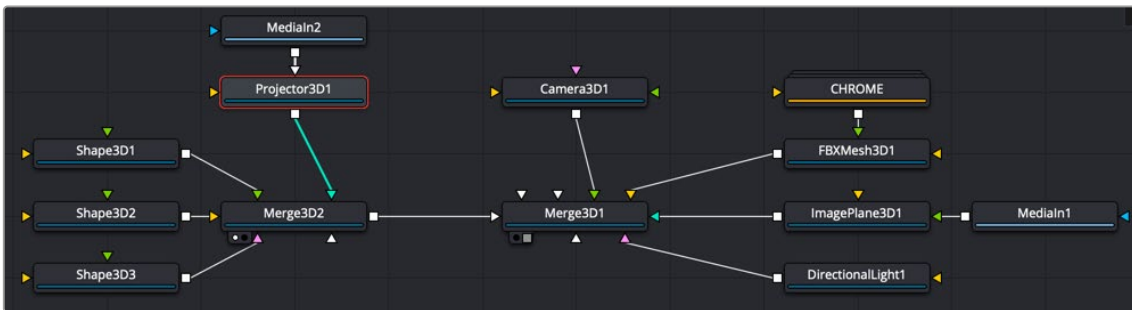 MediaIn2
Projector3D1
Camera3D1
CHROME
Shape3D1
FBXMesh3D1
Shape3D2
Merge3D2
Merge3D1
ImagePlane3D1
MediaIn1
Shape3D3
DirectionalLight1